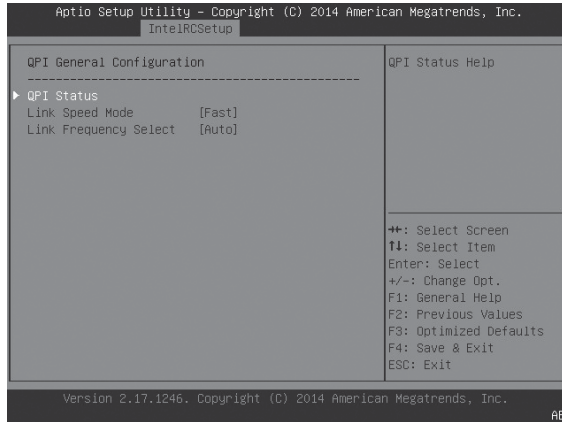 Aptio Setup Utility – Copyright (C) 2014 American Megatrends, Inc.
IntelRCSetup
QPI General Configuration
------------------------------------------------
QPI Status
Link Speed Mode [Fast]
Link Frequency Select [Auto]
QPI Status Help
→←: Select Screen
↑↓: Select Item
Enter: Select
+/-: Change Opt.
F1: General Help
F2: Previous Values
F3: Optimized Defaults
F4: Save & Exit
ESC: Exit
Version 2.17.1246. Copyright (C) 2014 American Megatrends, Inc.